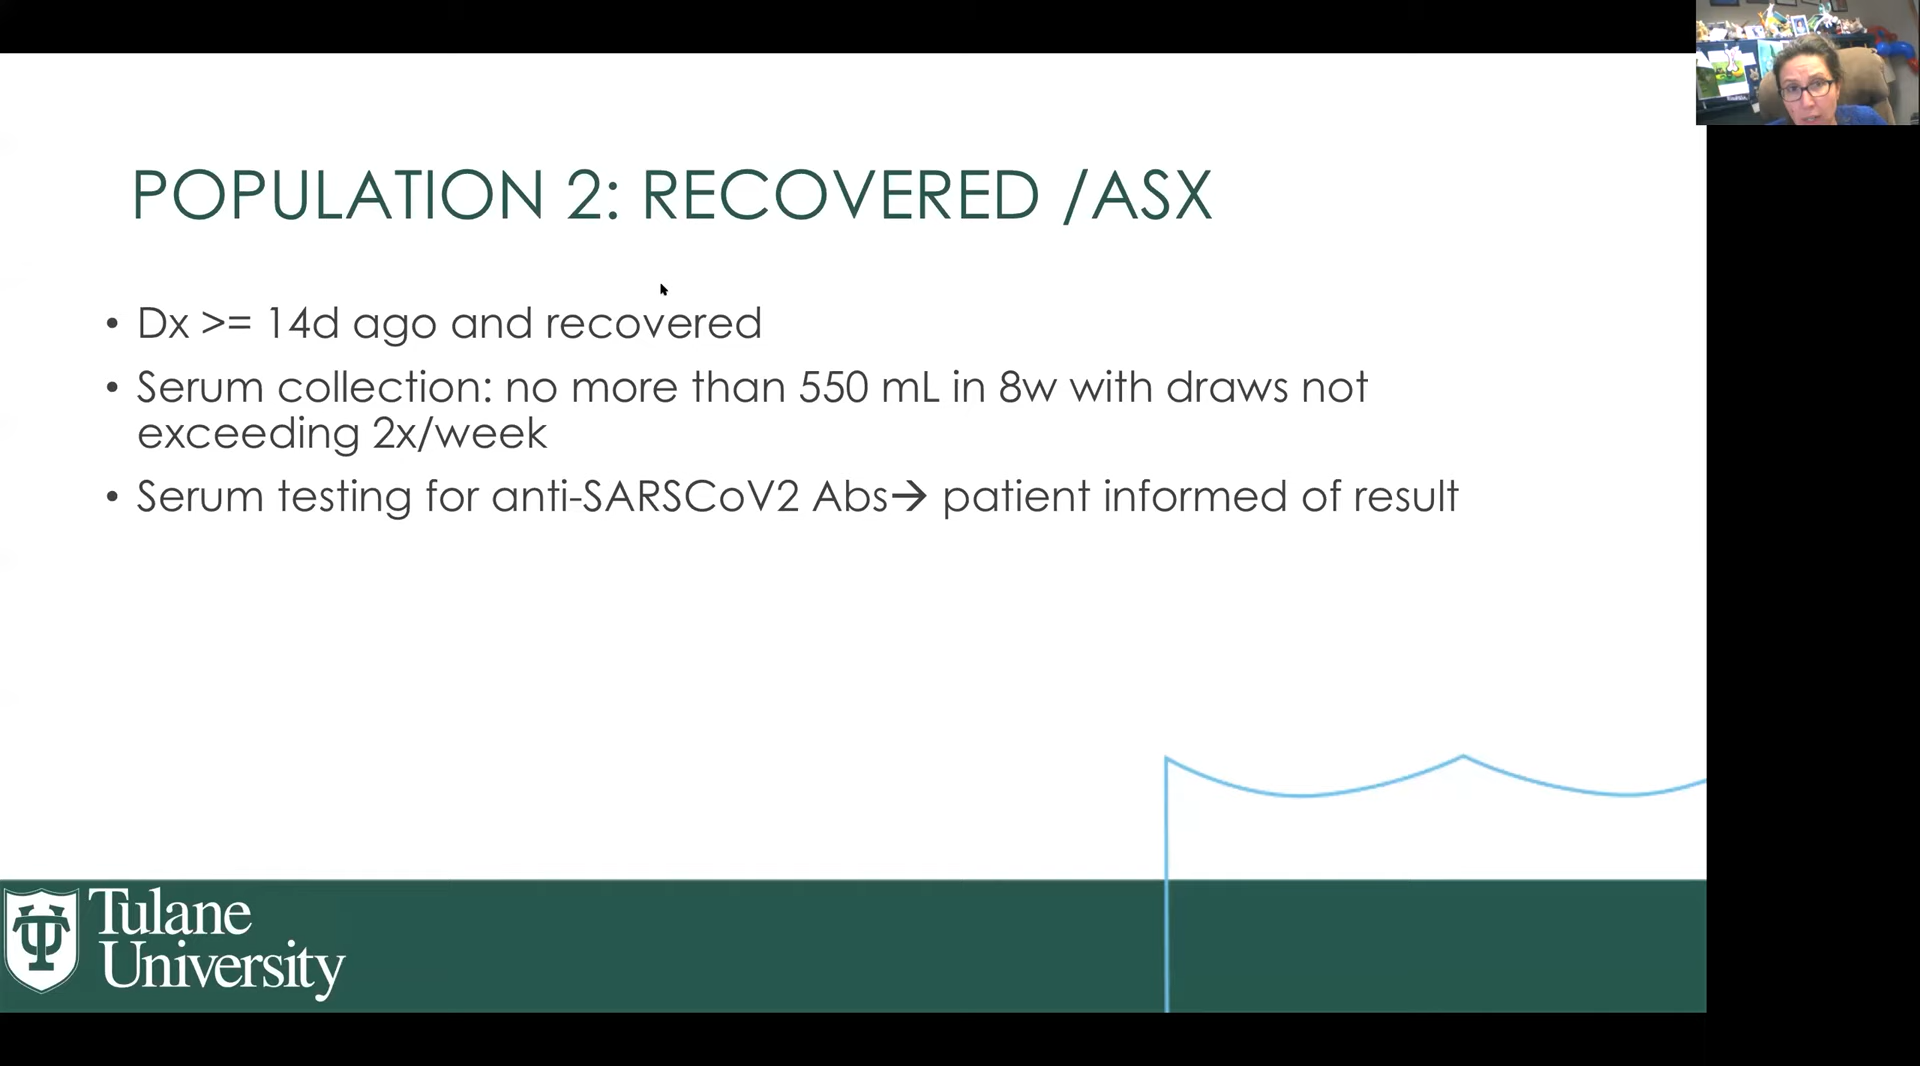 POPULATION 2: RECOVERED /ASX
• Dx >= 14d ago and recovered
• Serum collection: no more than 550 mL in 8w with draws not
exceeding 2x/week
• Serum testing for anti-SARSCoV2 Abs→ patient informed of result
Tulane
University